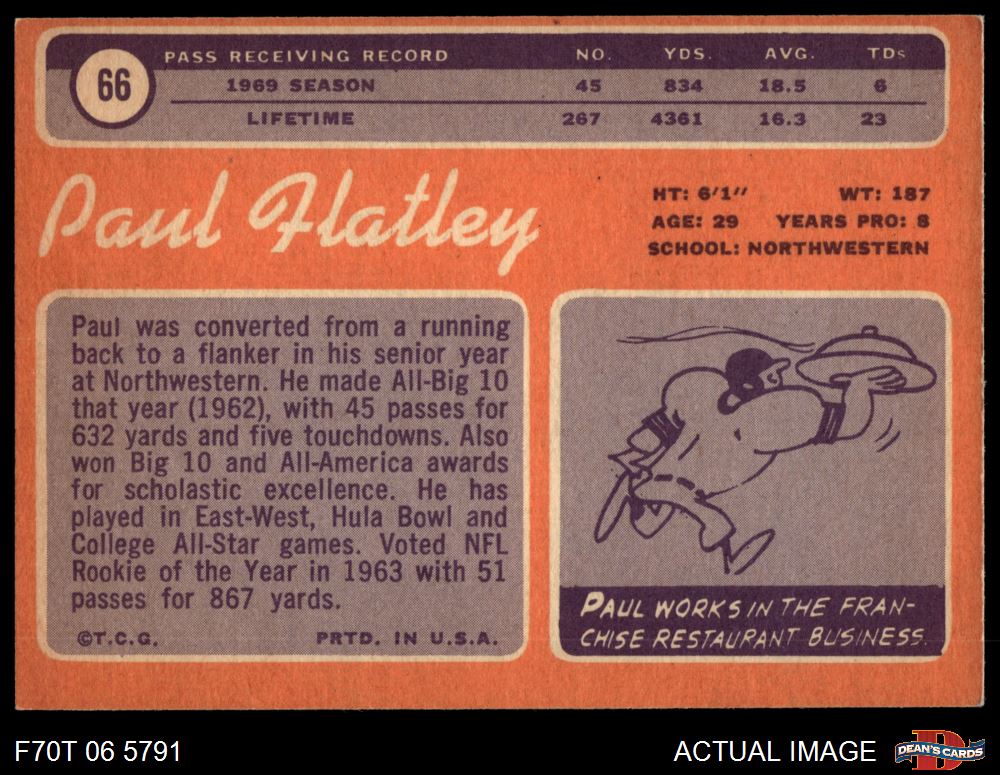 66
PASS RECEIVING RECORD NO. YDS. AVG. TDs
1969 SEASON 45 834 18.5 6
LIFETIME 267 4361 16.3 23
Paul Flatley
HT: 6'1" WT: 187
AGE: 29 YEARS PRO: 8
SCHOOL: NORTHWESTERN
Paul was converted from a running
back to a flanker in his senior year
at Northwestern. He made All-Big 10
that year (1962), with 45 passes for
632 yards and five touchdowns. Also
won Big 10 and All-America awards
for scholastic excellence. He has
played in East-West, Hula Bowl and
College All-Star games. Voted NFL
Rookie of the Year in 1963 with 51
passes for 867 yards.
©T.C.G. PRTD. IN U.S.A.
PAUL WORKS IN THE FRAN-
CHISE RESTAURANT BUSINESS.
F70T 06 5791
ACTUAL IMAGE
D
DEAN'S CARDS